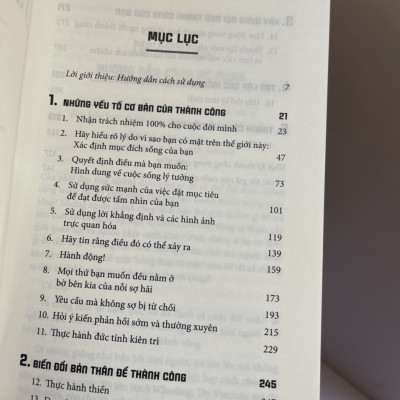 MỤC LỤC
Lời giới thiệu: Hướng dẫn cách sử dụng 7
1. NHỮNG YẾU TỐ CƠ BẢN CỦA THÀNH CÔNG 21
1. Nhận trách nhiệm 100% cho cuộc đời mình 23
2. Hãy hiểu rõ lý do vì sao bạn có mặt trên thế giới này:
Xác định mục đích sống của bạn 47
3. Quyết định điều mà bạn muốn:
Hình dung về cuộc sống lý tưởng 73
4. Sử dụng sức mạnh của việc đặt mục tiêu
để đạt được tầm nhìn của bạn 101
5. Sử dụng lời khẳng định và các hình ảnh
trực quan hóa 119
6. Hãy tin rằng điều đó có thể xảy ra 139
7. Hành động! 159
8. Mọi thứ bạn muốn đều nằm ở
bờ bên kia của nỗi sợ hãi 173
9. Yêu cầu mà không sợ bị từ chối 193
10. Hỏi ý kiến phản hồi sớm và thường xuyên 215
11. Thực hành đức tính kiên trì 229
2. BIẾN ĐỔI BẢN THÂN ĐỂ THÀNH CÔNG 245
12. Thực hành thiền
13.